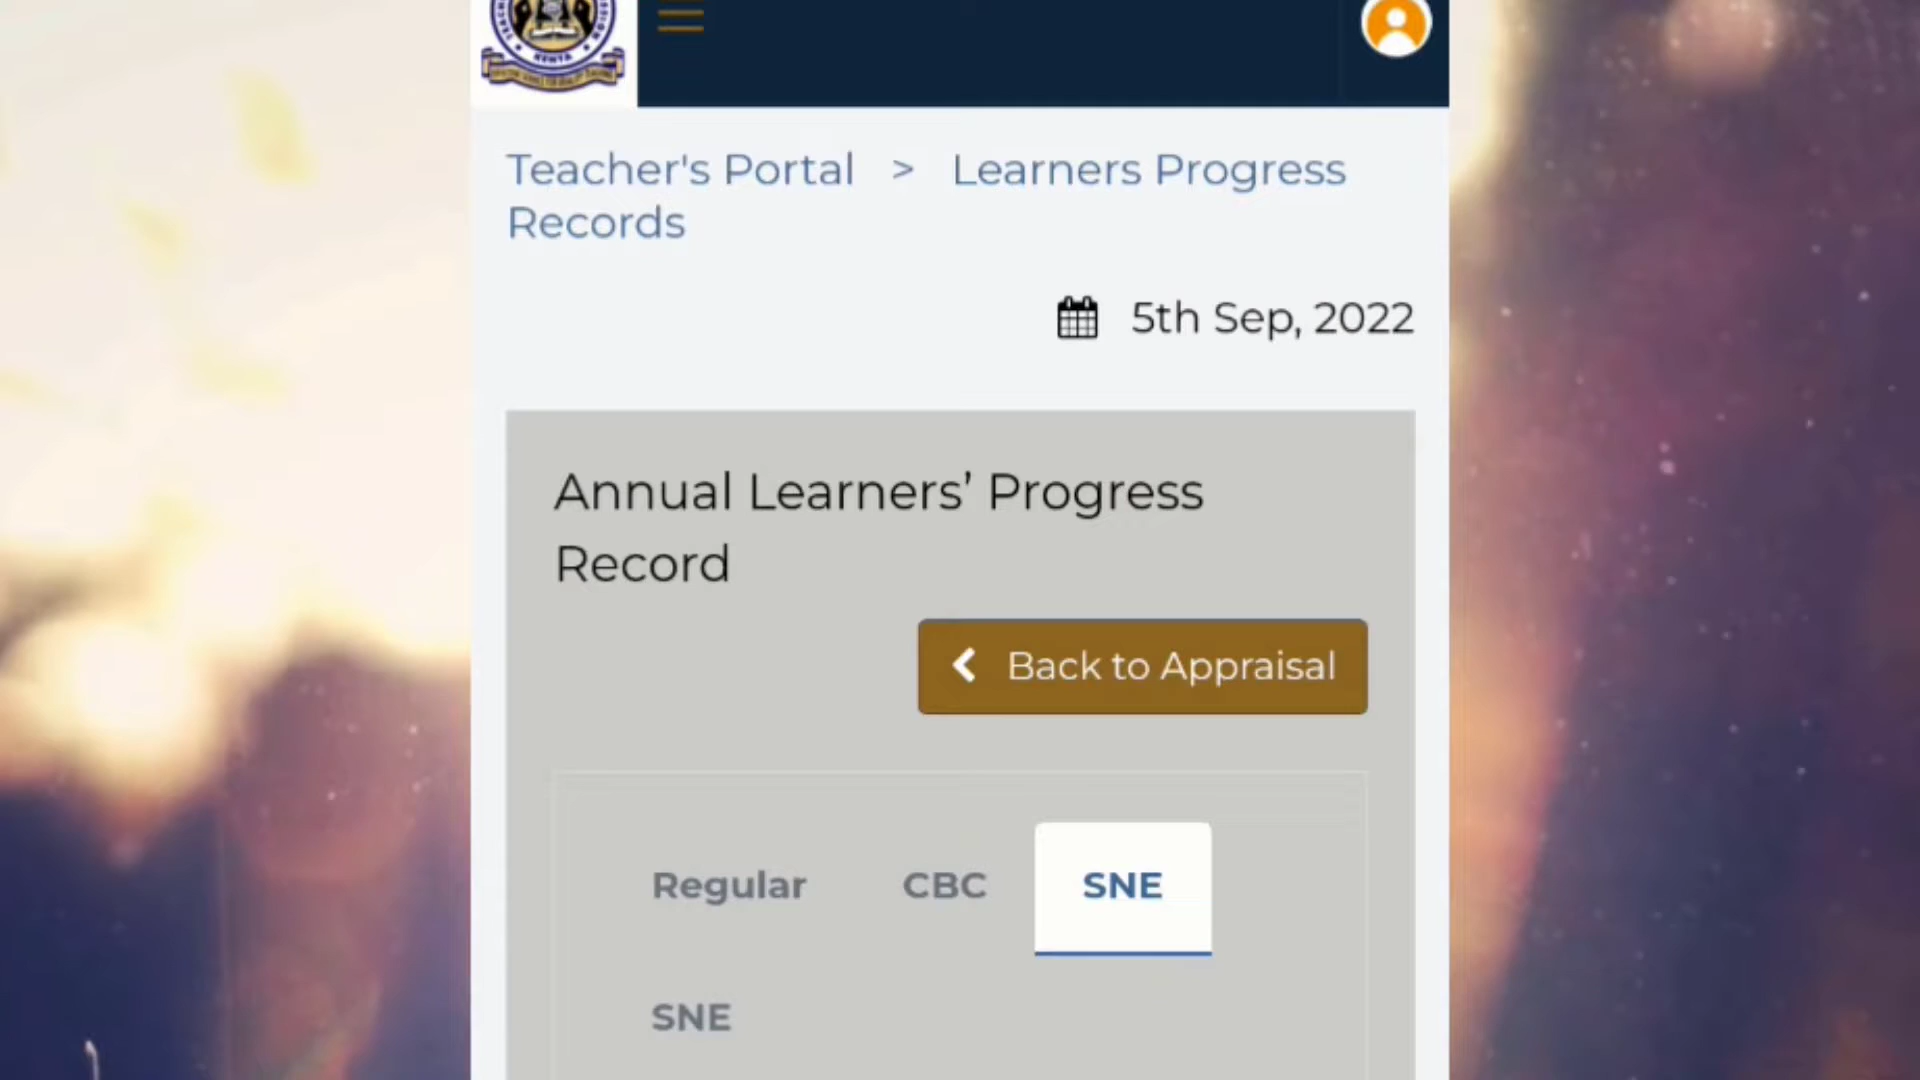 KENYA
Teacher's Portal > Learners Progress
Records
5th Sep, 2022
Annual Learners’ Progress
Record
Back to Appraisal
Regular CBC SNE
SNE